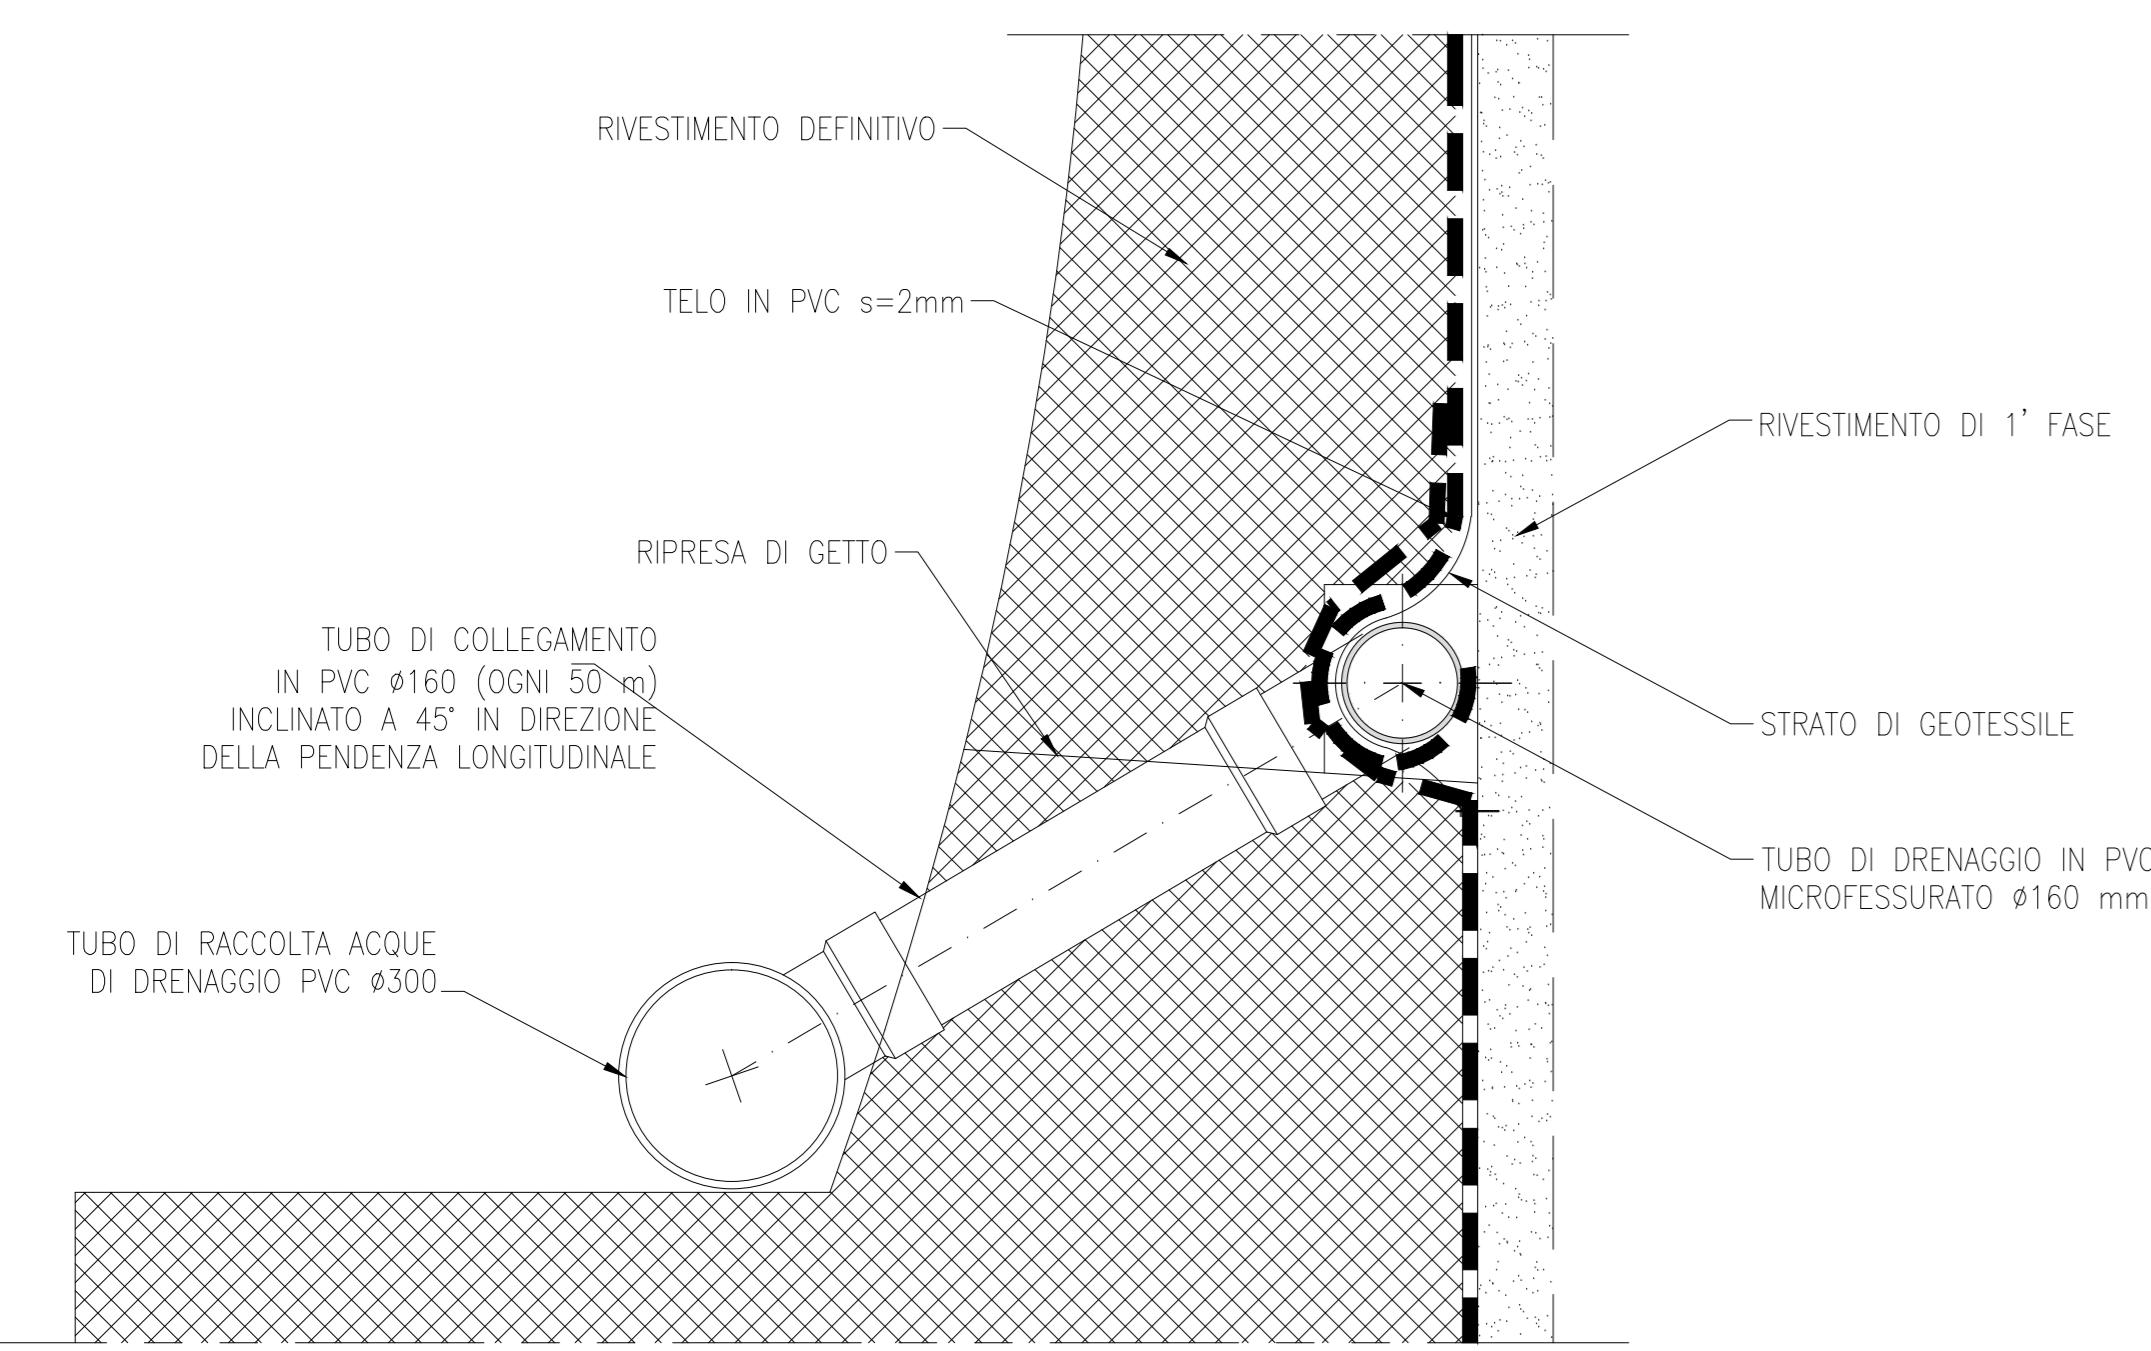 RIVESTIMENTO DEFINITIVO
TELO IN PVC s=2mm
RIVESTIMENTO DI 1' FASE
RIPRESA DI GETTO
TUBO DI COLLEGAMENTO
IN PVC ø160 (OGNI 50 m)
INCLINATO A 45° IN DIREZIONE
DELLA PENDENZA LONGITUDINALE
STRATO DI GEOTESSILE
TUBO DI DRENAGGIO IN PVC
MICROFESSURATO ø160 mm
TUBO DI RACCOLTA ACQUE
DI DRENAGGIO PVC ø300